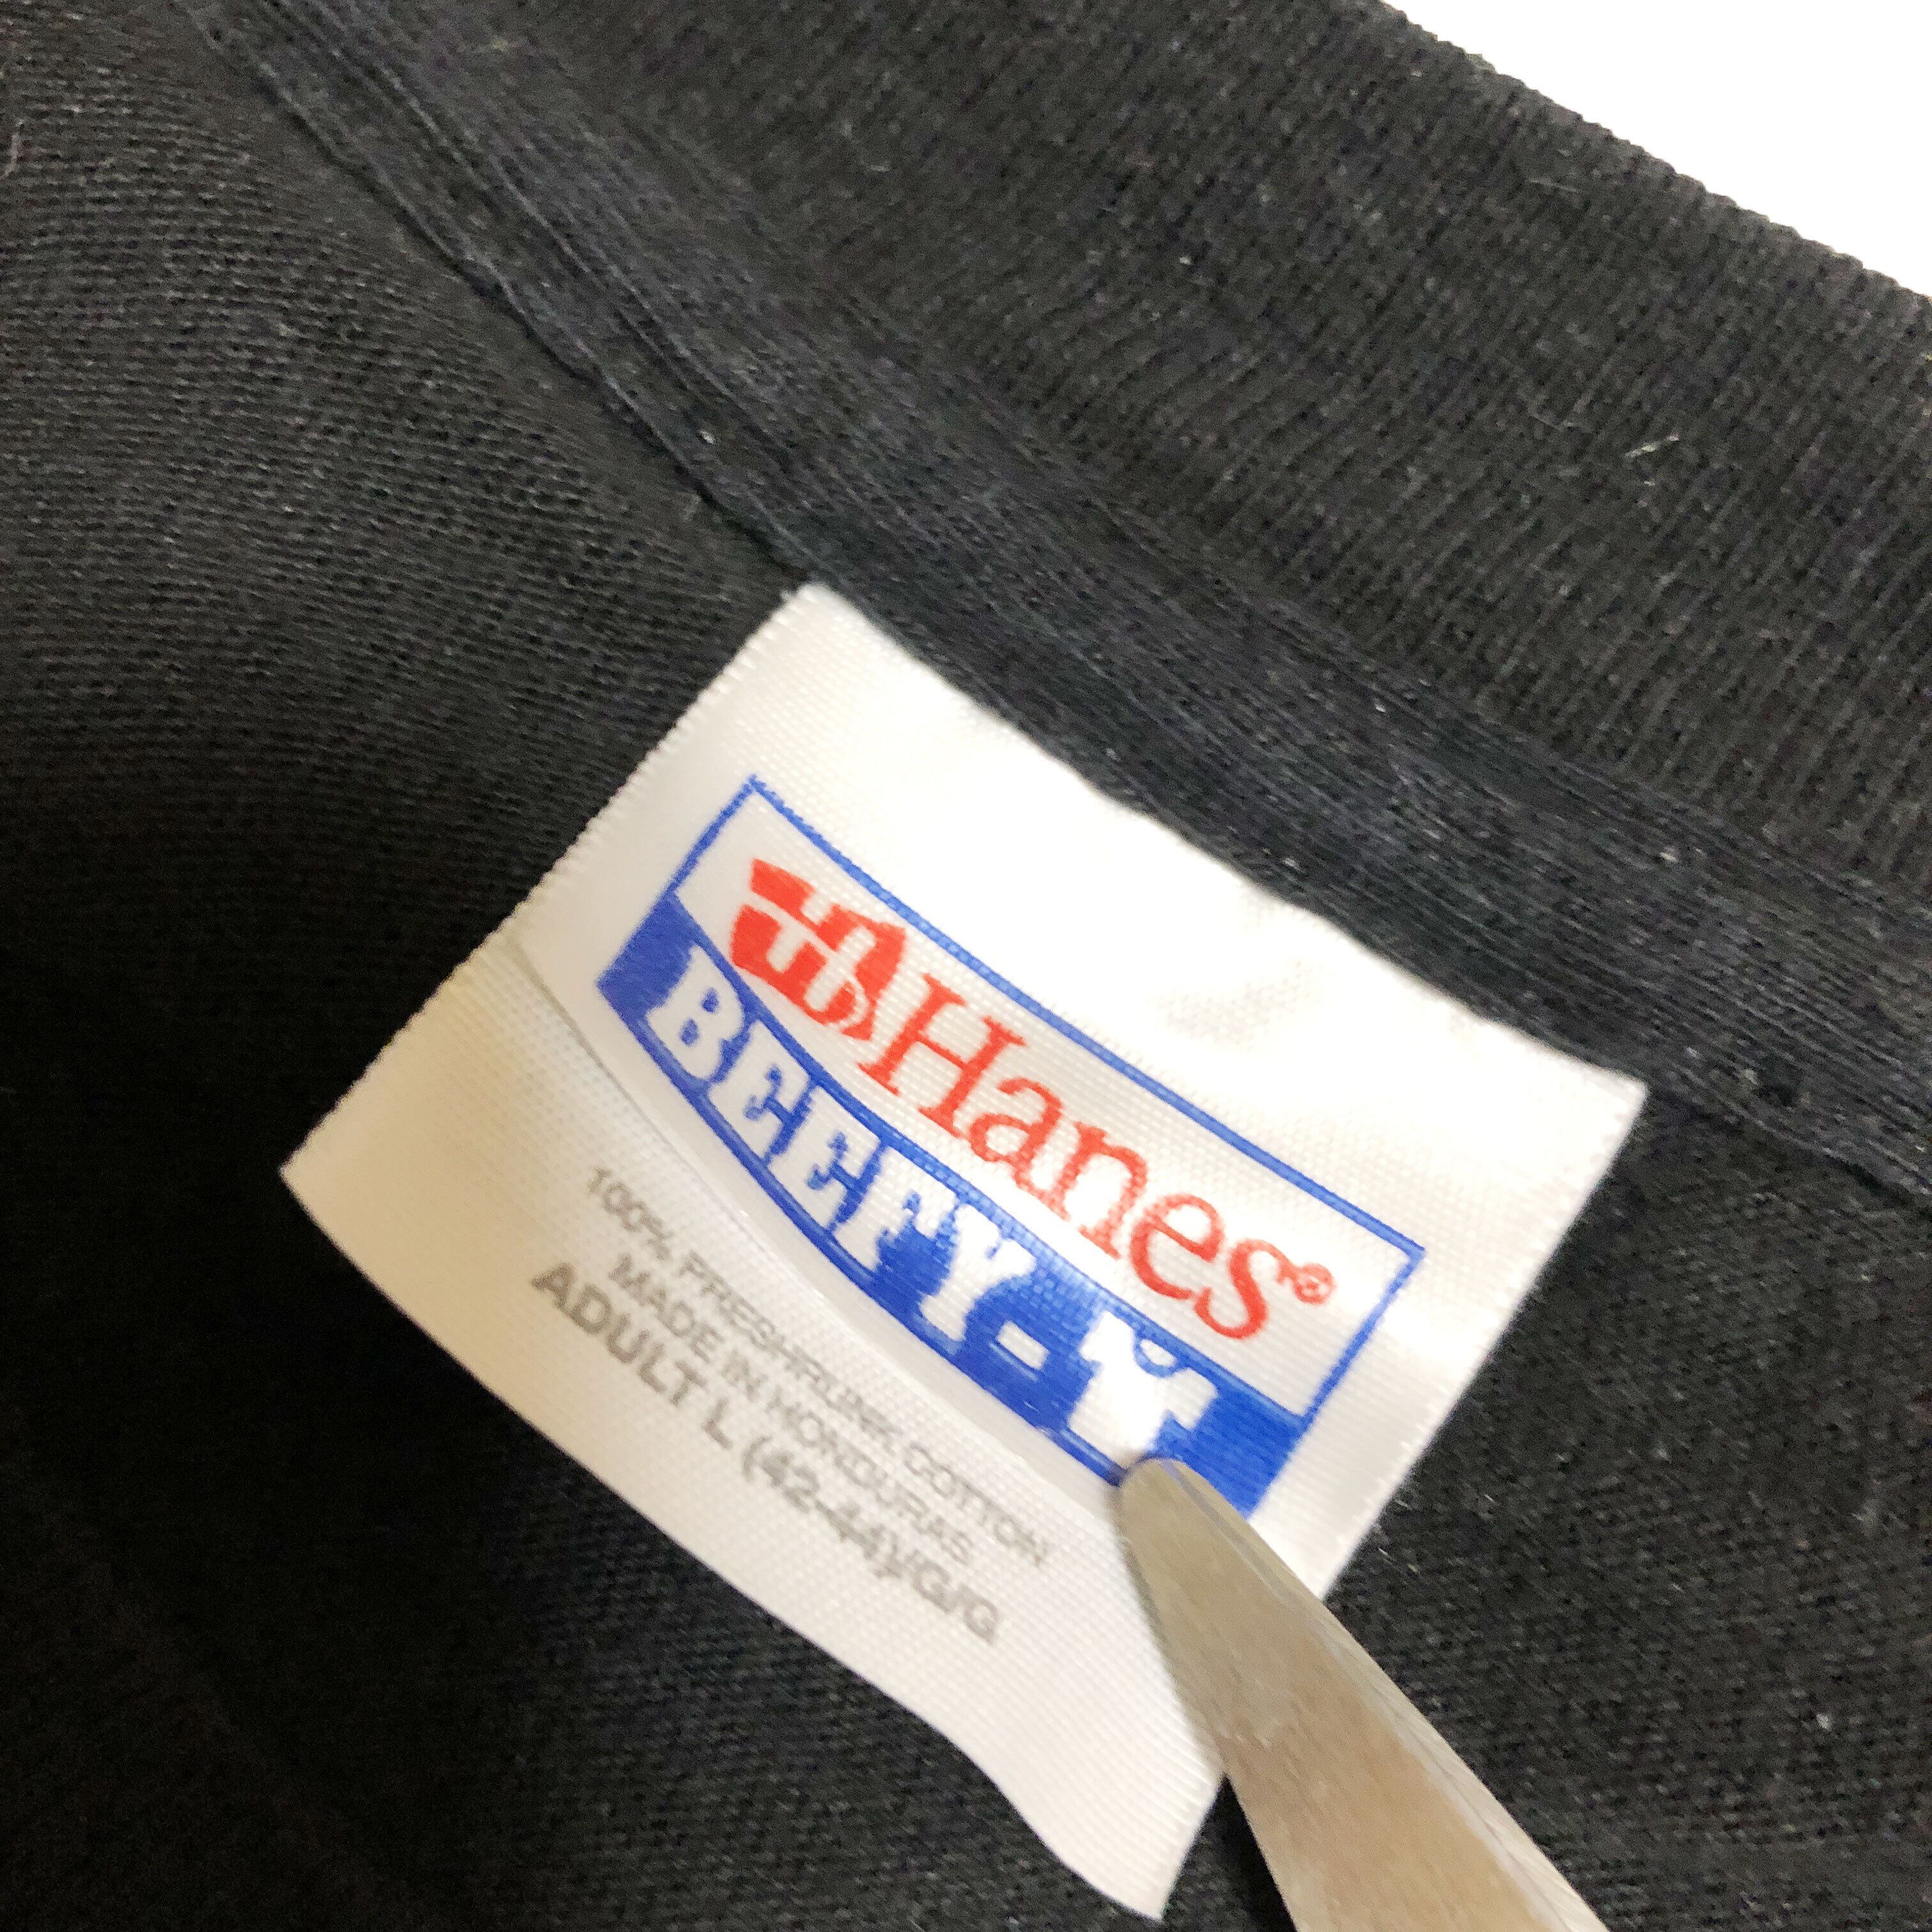 Hanes®
BEEFY-T
100% PRESHRUNK COTTON
MADE IN HONDURAS
ADULT L (42-44)/G/G